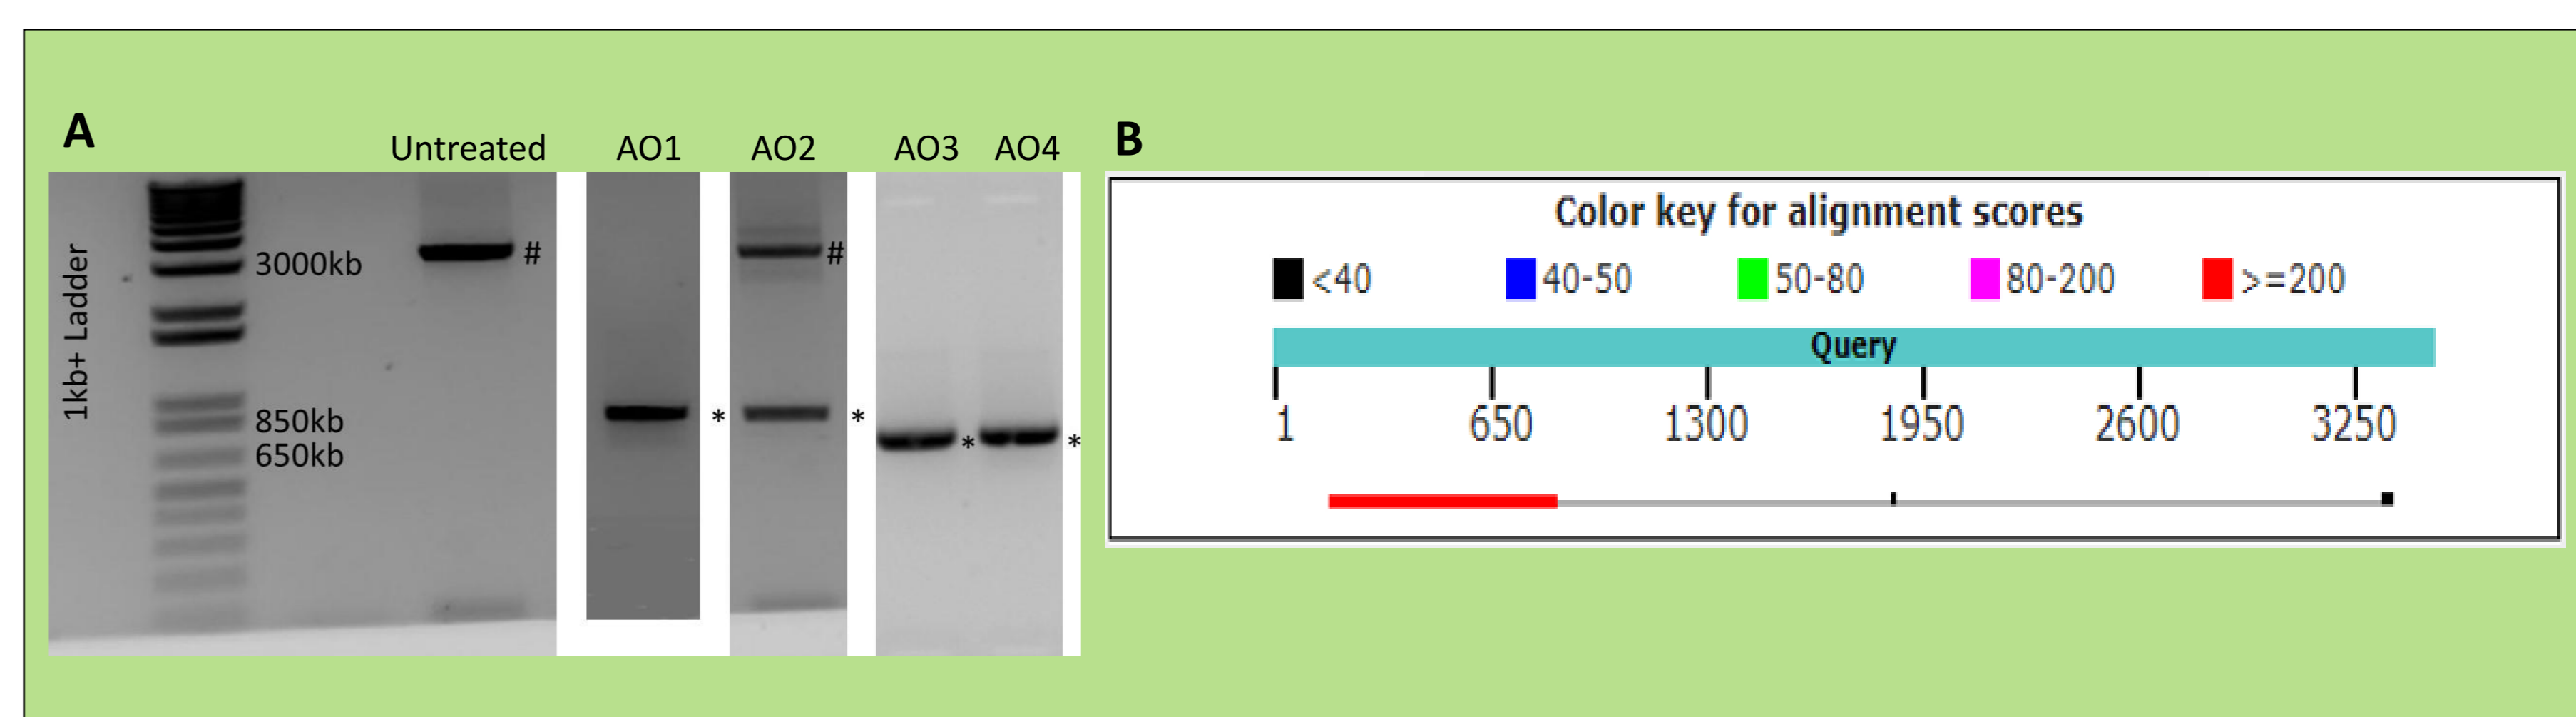 A
Untreated
AO1
AO2
AO3
AO4
1kb+ Ladder
3000kb
#
#
850kb
650kb
*
*
*
*
B
Color key for alignment scores
<40
40-50
50-80
80-200
>=200
Query
1 650 1300 1950 2600 3250